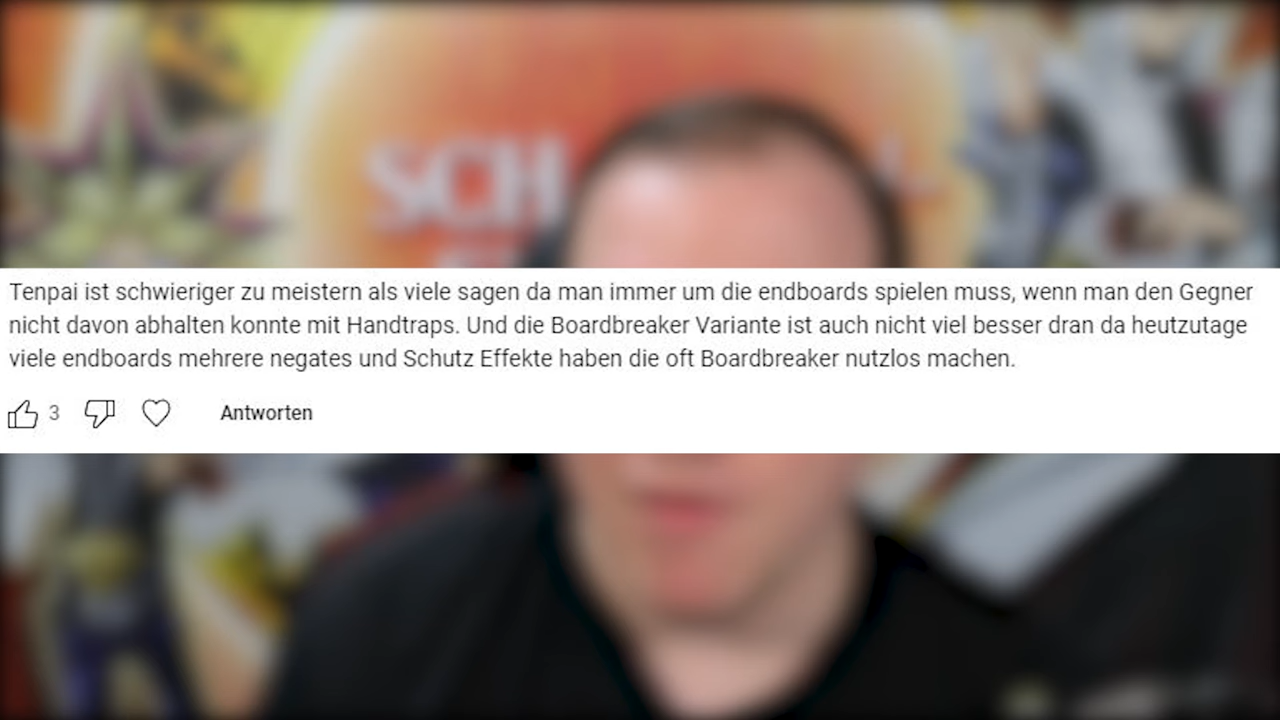 SCH
Tenpai ist schwieriger zu meistern als viele sagen da man immer um die endboards spielen muss, wenn man den Gegner
nicht davon abhalten konnte mit Handtraps. Und die Boardbreaker Variante ist auch nicht viel besser dran da heutzutage
viele endboards mehrere negates und Schutz Effekte haben die oft Boardbreaker nutzlos machen.
3 Antworten